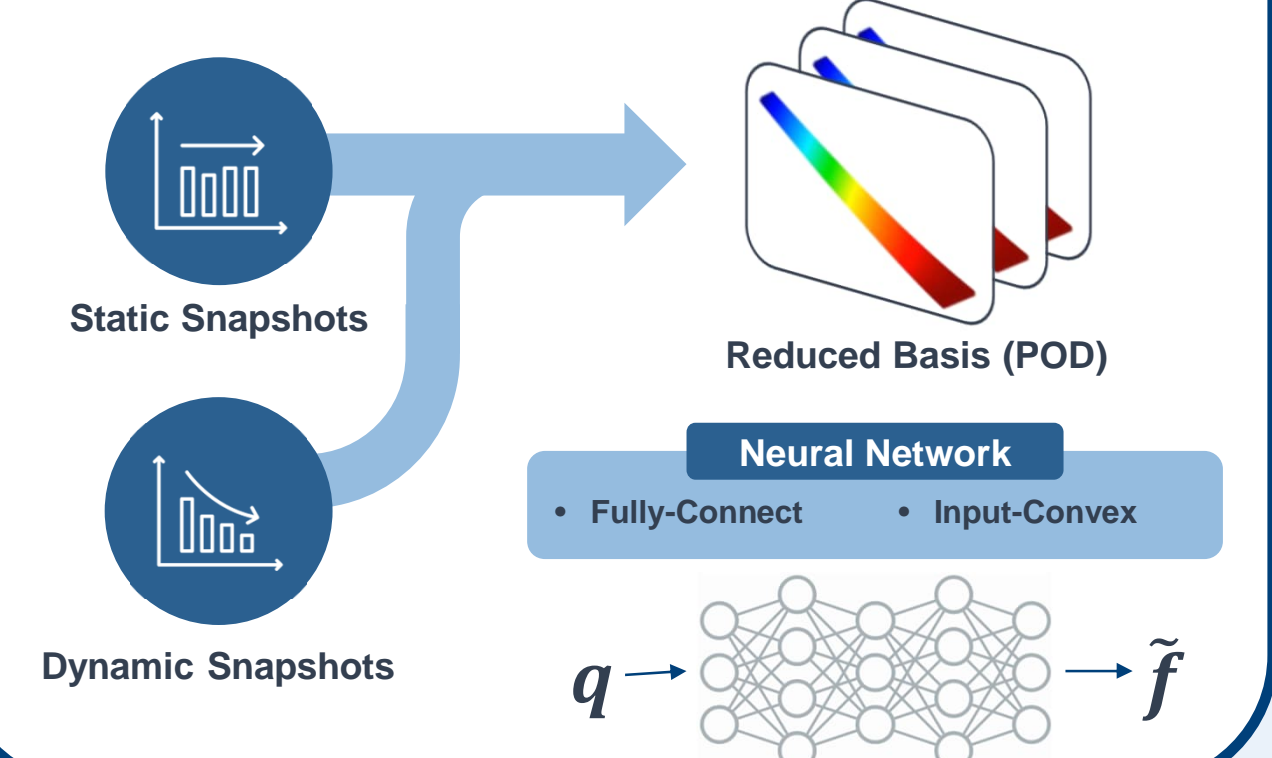 Static Snapshots
Reduced Basis (POD)
Neural Network
• Fully-Connect
• Input-Convex
Dynamic Snapshots
q
f̃